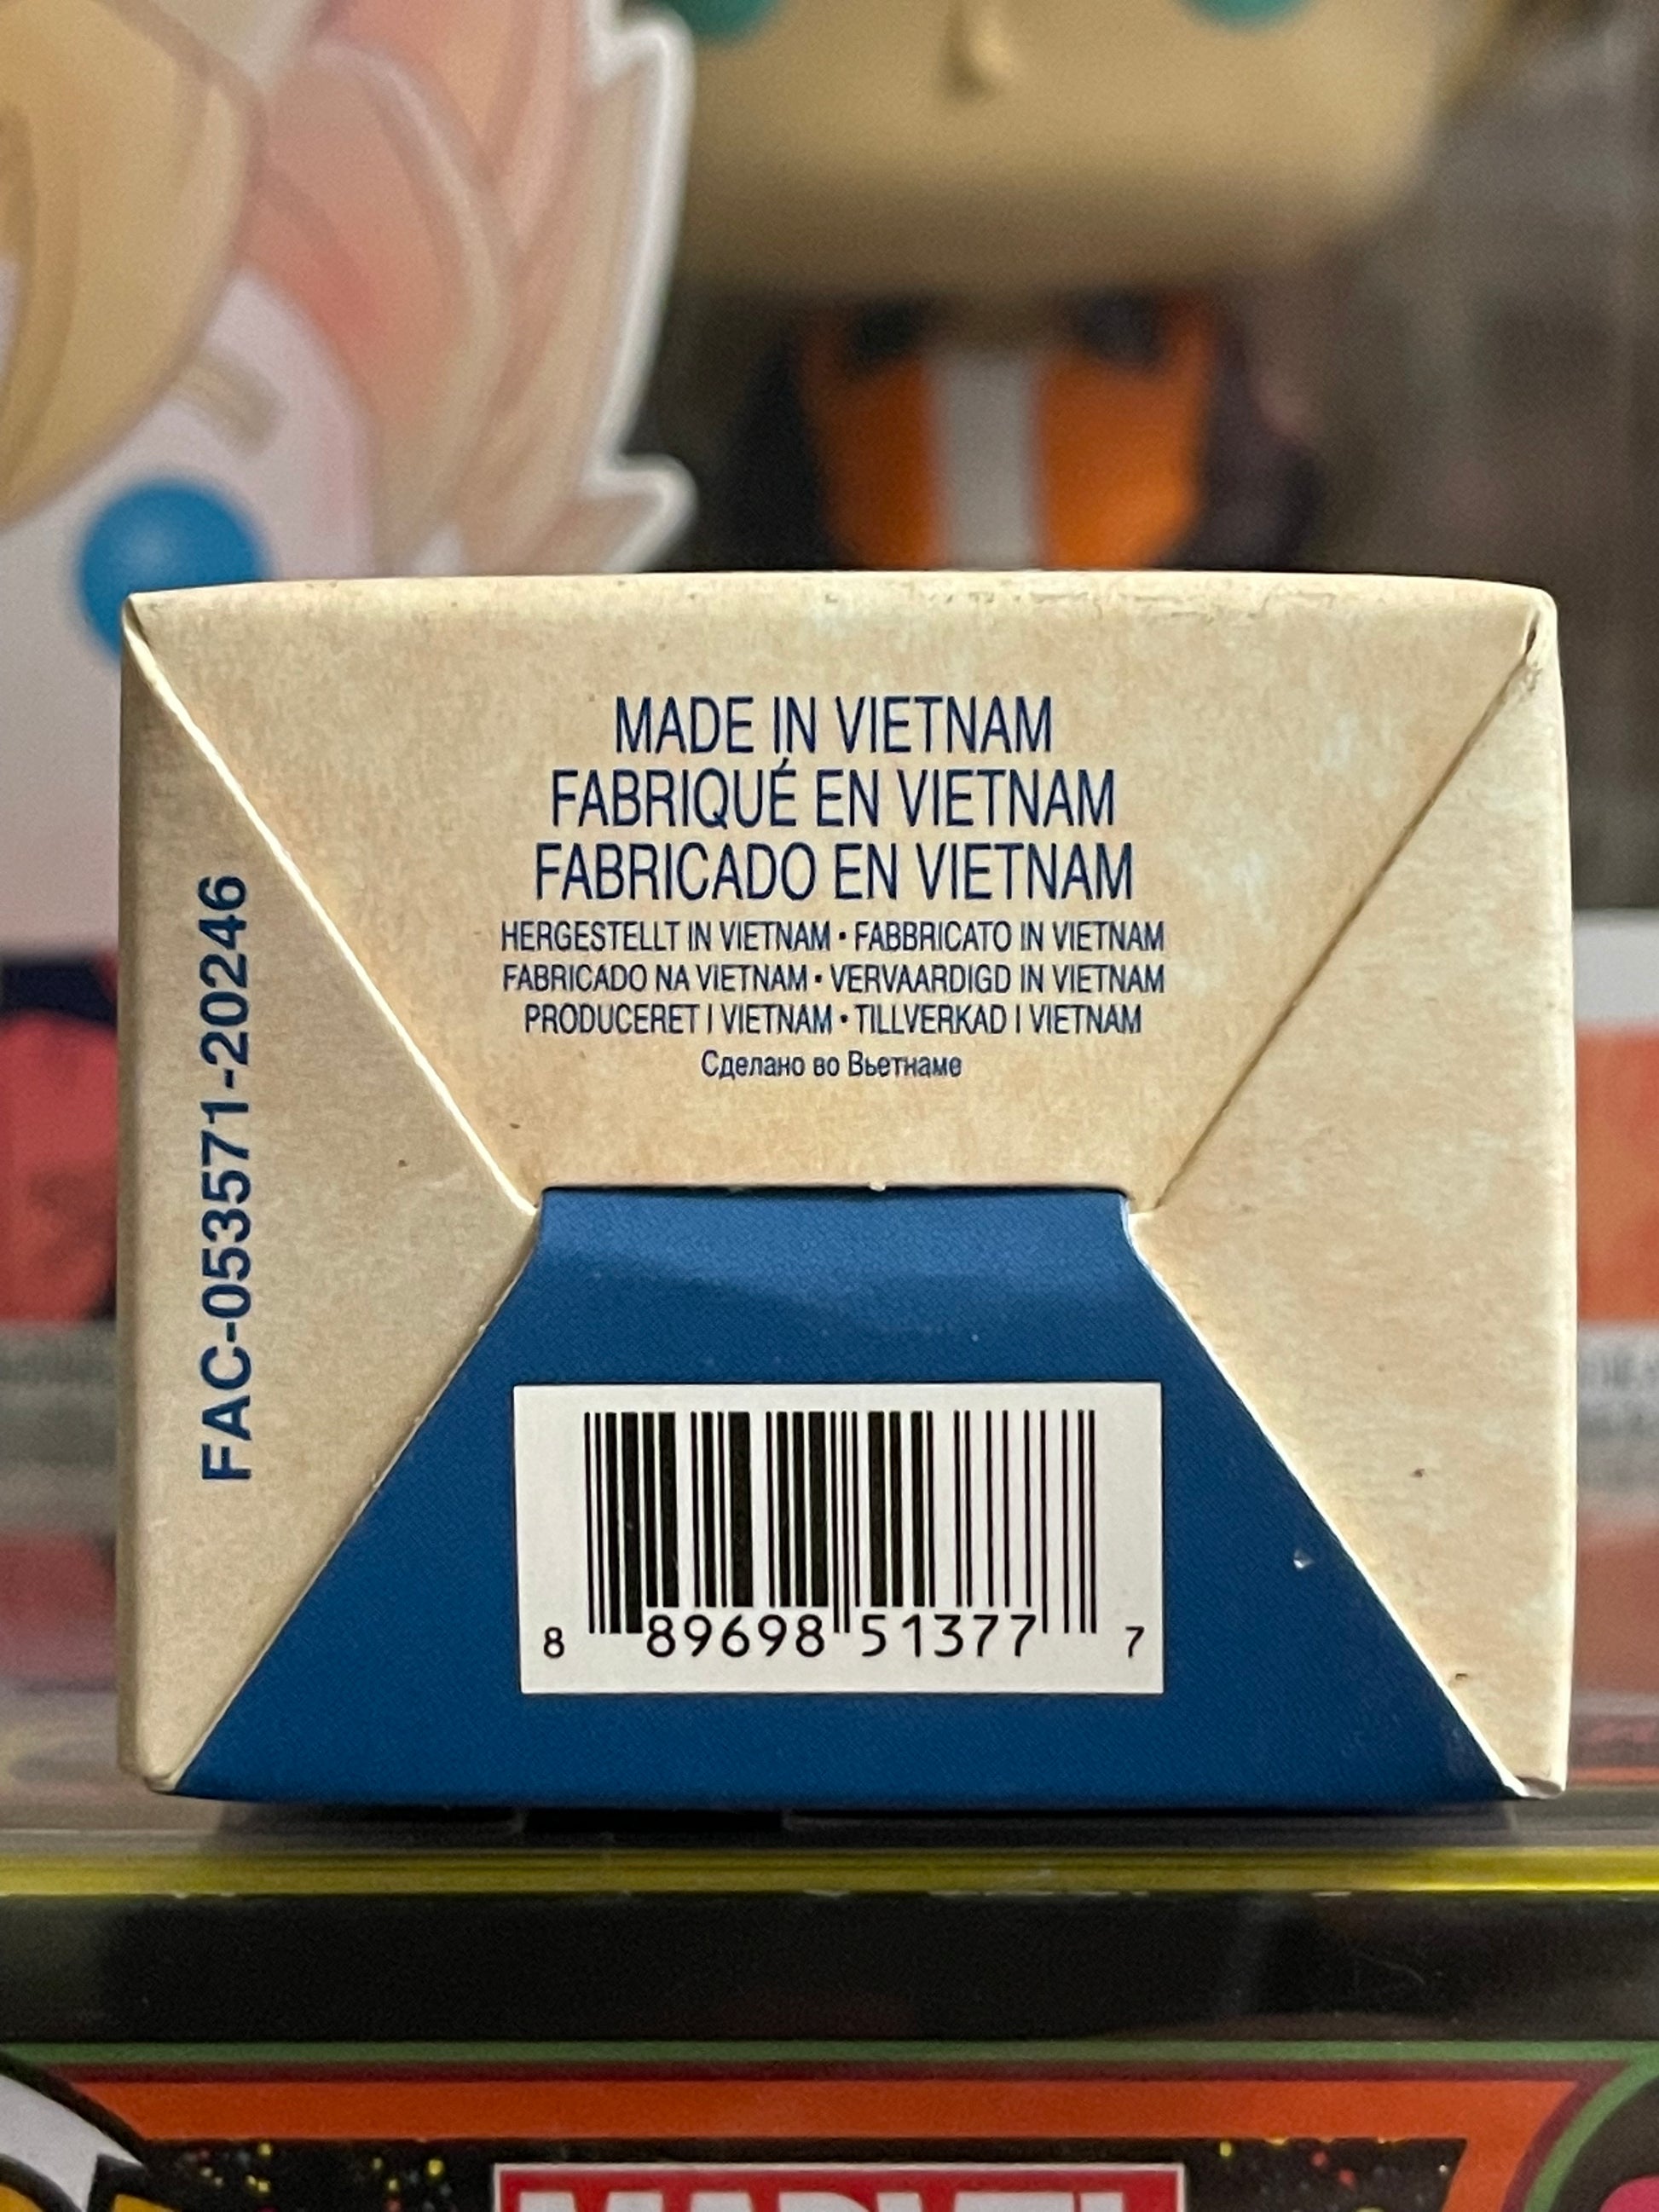 MADE IN VIETNAM
FABRIQUÉ EN VIETNAM
FABRICADO EN VIETNAM
HERGESTELLT IN VIETNAM • FABBRICATO IN VIETNAM
FABRICADO NA VIETNAM • VERVAARDIGD IN VIETNAM
PRODUCERET I VIETNAM • TILLVERKAD I VIETNAM
Сделано во Вьетнаме
FAC-053571-20246
8 89698 51377 7
MARVEL